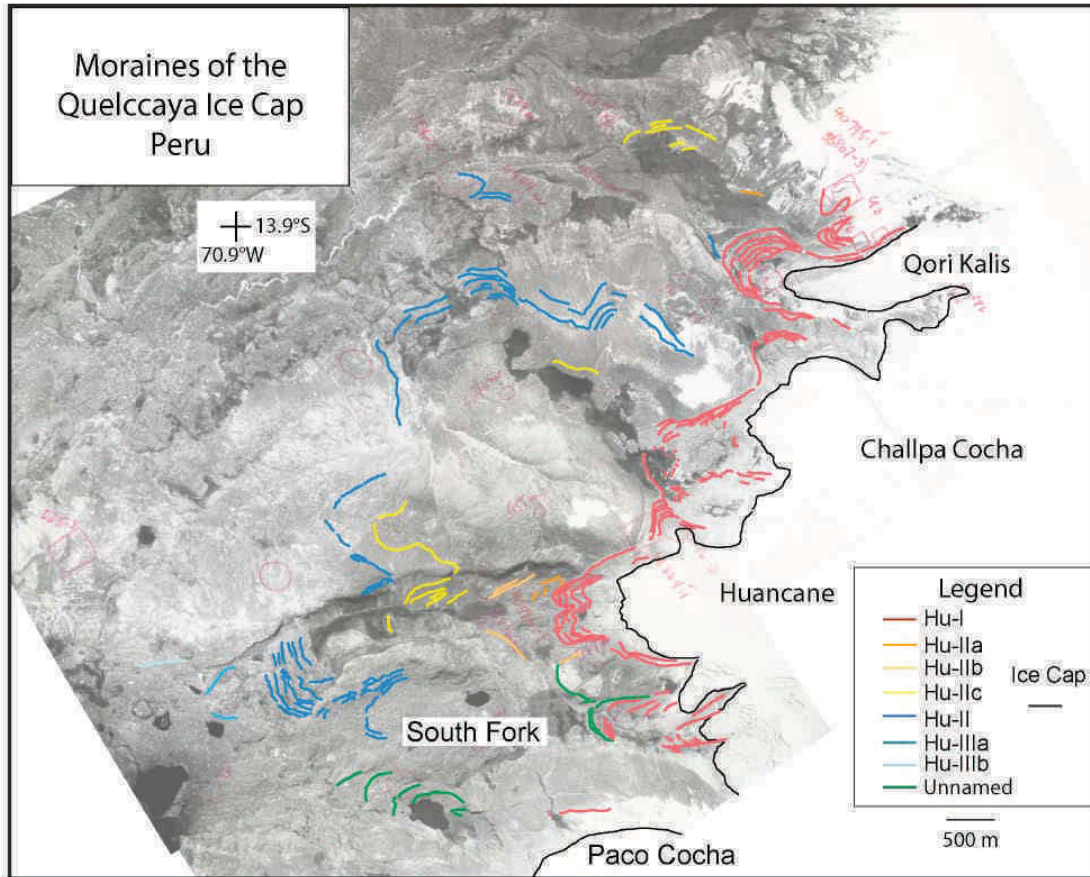 Moraines of the
Quelccaya Ice Cap
Peru
13.9°S
70.9°W
Qori Kalis
Challpa Cocha
Huancane
South Fork
Paco Cocha
Legend
Hu-I
Hu-IIa
Hu-IIb
Hu-IIc
Hu-II
Hu-IIIa
Hu-IIIb
Unnamed
Ice Cap
500 m